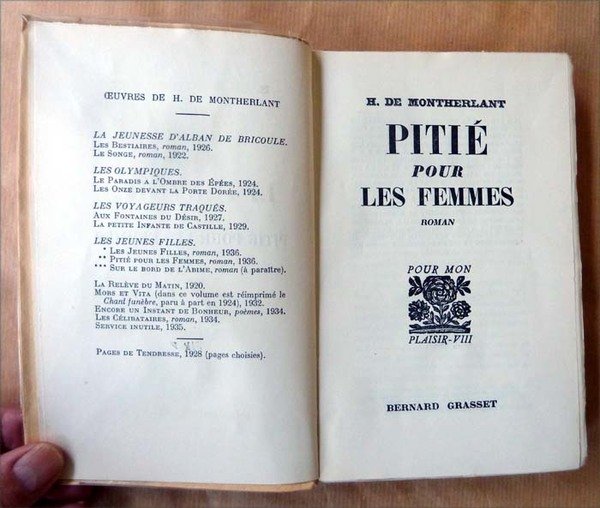 ŒUVRES DE H. DE MONTHERLANT
LA JEUNESSE D'ALBAN DE BRICOULE.
LES BESTIAIRES, roman, 1926.
LE SONGE, roman, 1922.
LES OLYMPIQUES.
LE PARADIS A L'OMBRE DES ÉPÉES, 1924.
LES ONZE DEVANT LA PORTE DORÉE, 1924.
LES VOYAGEURS TRAQUÉS.
AUX FONTAINES DU DÉSIR, 1927.
LA PETITE INFANTE DE CASTILLE, 1929.
LES JEUNES FILLES.
* LES JEUNES FILLES, roman, 1936.
** PITIÉ POUR LES FEMMES, roman, 1936.
*** SUR LE BORD DE L'ABIME, roman (à paraître).
LA RELÈVE DU MATIN, 1920.
MORS ET VITA (dans ce volume est réimprimé le
Chant funèbre, paru à part en 1924), 1932.
ENCORE UN INSTANT DE BONHEUR, poèmes, 1934.
LES CÉLIBATAIRES, roman, 1934.
SERVICE INUTILE, 1935.
PAGES DE TENDRESSE, 1928 (pages choisies).
H. DE MONTHERLANT
PITIÉ
POUR
LES FEMMES
ROMAN
POUR MON
PLAISIR-VIII
BERNARD GRASSET